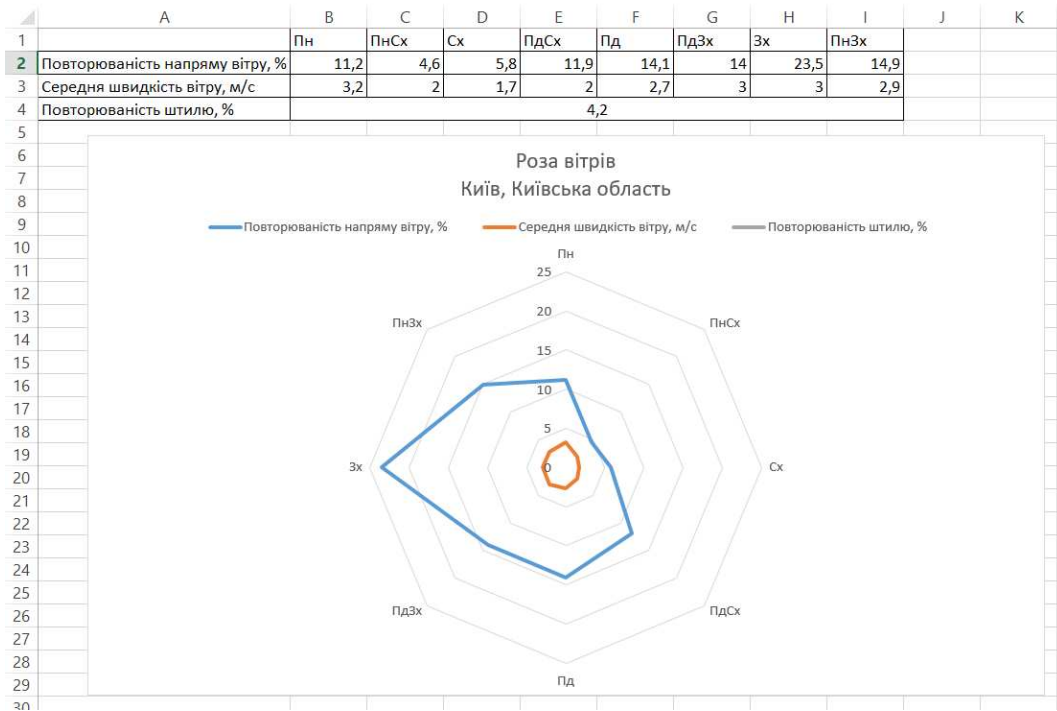 A B C D E F G H I J K
1 Пн ПнСх Сх ПдСх Пд ПдЗх Зх ПнЗх
2 Повторюваність напряму вітру, % 11,2 4,6 5,8 11,9 14,1 14 23,5 14,9
3 Середня швидкість вітру, м/с 3,2 2 1,7 2 2,7 3 3 2,9
4 Повторюваність штилю, % 4,2
5
6
7
8
9
10
11
12
13
14
15
16
17
18
19
20
21
22
23
24
25
26
27
28
29
30
Роза вітрів
Київ, Київська область
Повторюваність напряму вітру, % Середня швидкість вітру, м/с Повторюваність штилю, %
Пн
25
20
ПнЗх ПнСх
15
10
5
Зх 0 Сх
ПдЗх ПдСх
Пд